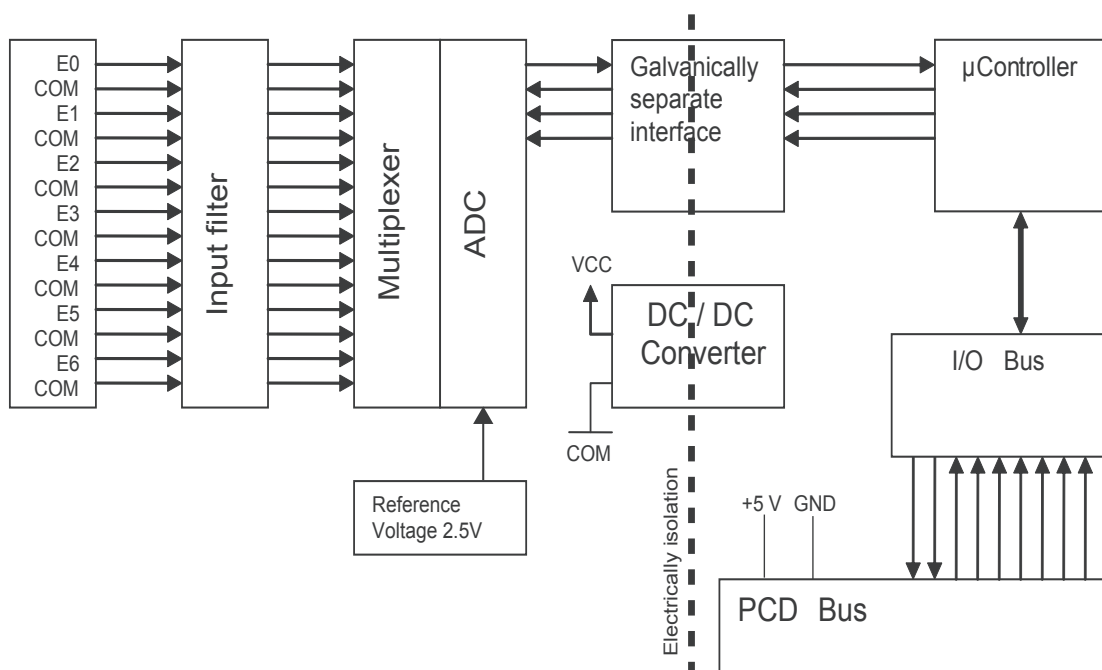 E0
COM
E1
COM
E2
COM
E3
COM
E4
COM
E5
COM
E6
COM
Input filter
Multiplexer
ADC
Reference
Voltage 2.5V
Galvanically
separate
interface
VCC
DC / DC
Converter
COM
Electrically isolation
µController
I/O Bus
+5 V GND
PCD Bus